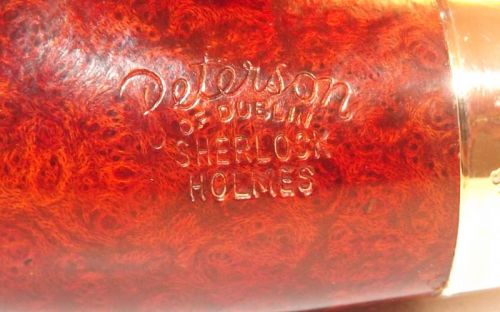 Peterson
OF DUBLIN
SHERLOCK
HOLMES